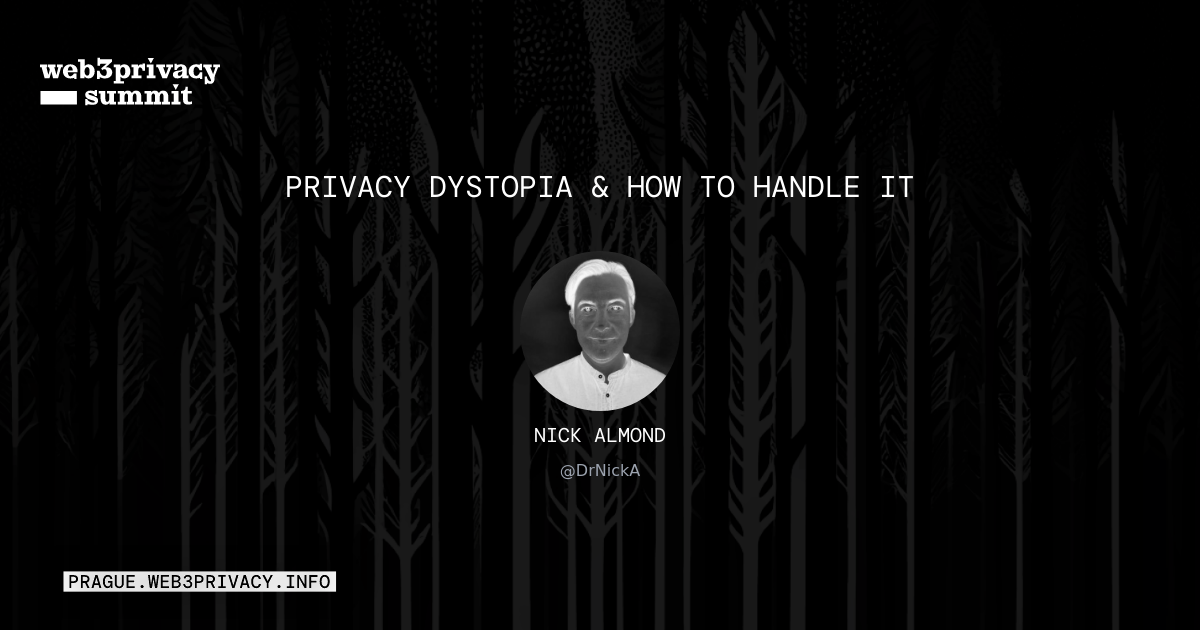 web3privacy
summit
PRIVACY DYSTOPIA & HOW TO HANDLE IT
NICK ALMOND
@DrNickA
PRAGUE.WEB3PRIVACY.INFO